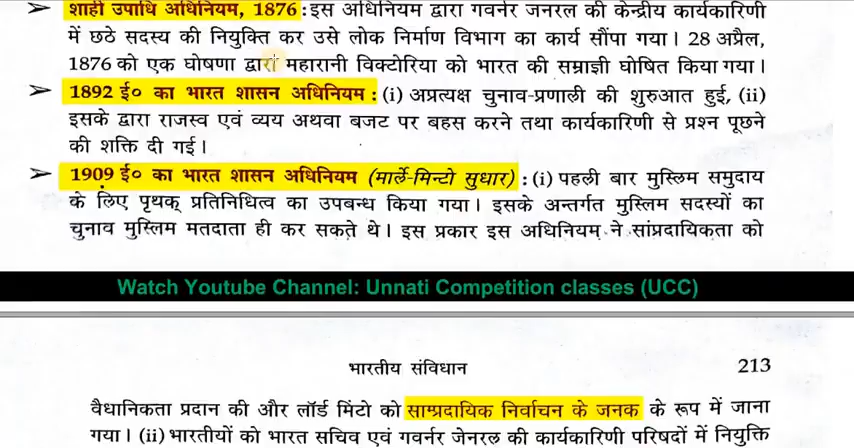 ➢ शाही उपाधि अधिनियम, 1876 : इस अधिनियम द्वारा गवर्नर जनरल की केन्द्रीय कार्यकारिणी
में छठे सदस्य की नियुक्ति कर उसे लोक निर्माण विभाग का कार्य सौंपा गया। 28 अप्रैल,
1876 को एक घोषणा द्वारा महारानी विक्टोरिया को भारत की सम्राज्ञी घोषित किया गया।
➢ 1892 ई० का भारत शासन अधिनियम : (i) अप्रत्यक्ष चुनाव-प्रणाली की शुरुआत हुई, (ii)
इसके द्वारा राजस्व एवं व्यय अथवा बजट पर बहस करने तथा कार्यकारिणी से प्रश्न पूछने
की शक्ति दी गई।
➢ 1909 ई० का भारत शासन अधिनियम (मार्ले-मिन्टो सुधार) : (i) पहली बार मुस्लिम समुदाय
के लिए पृथक् प्रतिनिधित्व का उपबन्ध किया गया। इसके अन्तर्गत मुस्लिम सदस्यों का
चुनाव मुस्लिम मतदाता ही कर सकते थे। इस प्रकार इस अधिनियम ने सांप्रदायिकता को
Watch Youtube Channel: Unnati Competition classes (UCC)
भारतीय संविधान 213
वैधानिकता प्रदान की और लॉर्ड मिंटो को साम्प्रदायिक निर्वाचन के जनक के रूप में जाना
गया। (ii) भारतीयों को भारत सचिव एवं गवर्नर जेनरल की कार्यकारिणी परिषदों में नियुक्ति